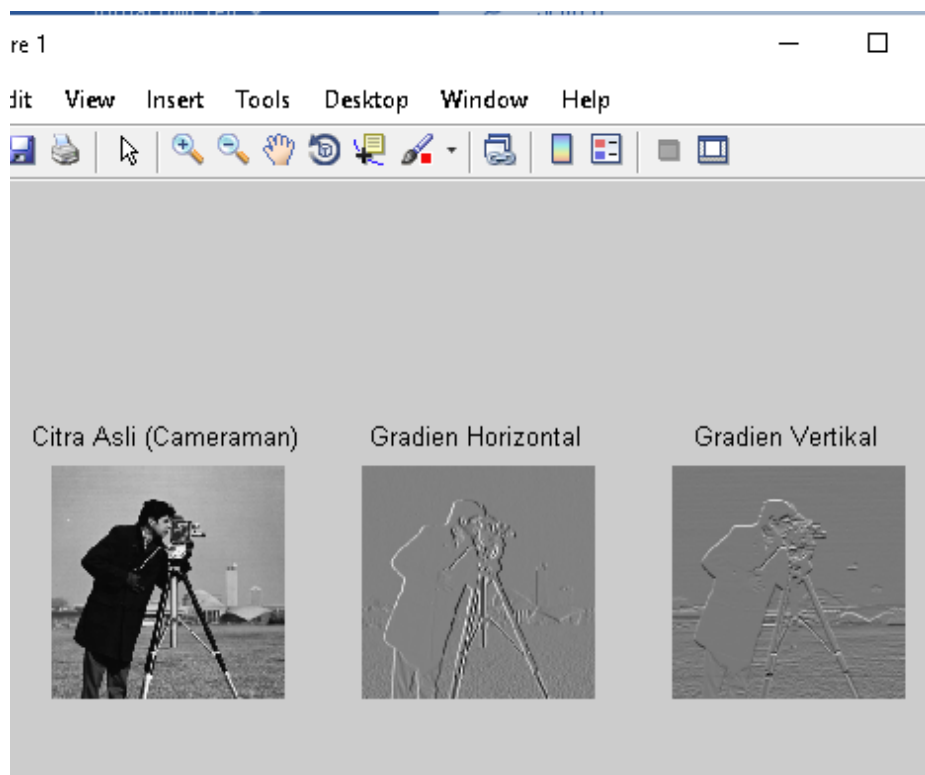 re 1
dit View Insert Tools Desktop Window Help
Citra Asli (Cameraman) Gradien Horizontal Gradien Vertikal